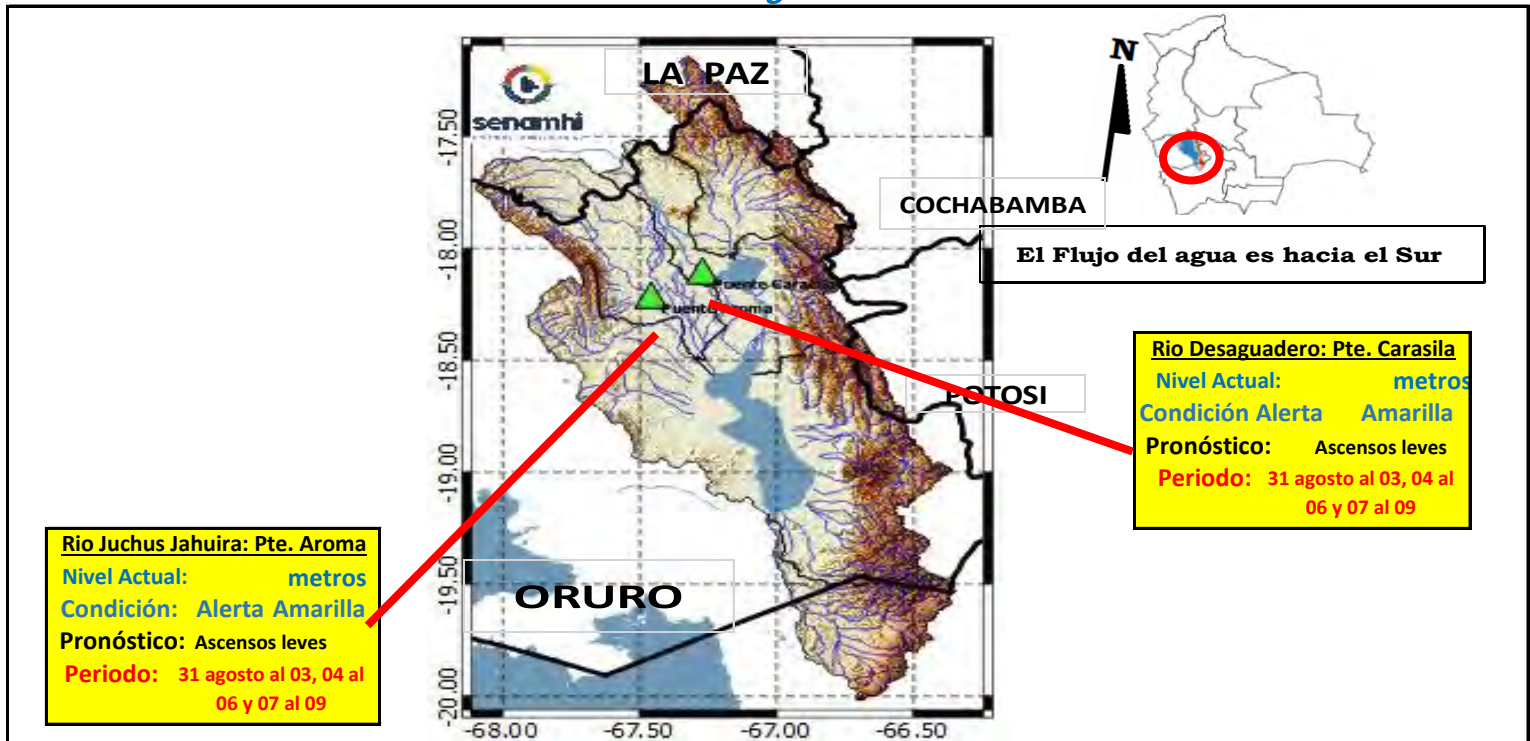 LA PAZ
senamhi
N
COCHABAMBA
El Flujo del agua es hacia el Sur
-17.50
-18.00
-18.50
-19.00
-19.50
-20.00
Puente
Puente Aroma
POTOSI
ORURO
-68.00 -67.50 -67.00 -66.50
Rio Desaguadero: Pte. Carasila
Nivel Actual: metros
Condición Alerta Amarilla
Pronóstico: Ascensos leves
Periodo: 31 agosto al 03, 04 al
06 y 07 al 09
Rio Juchus Jahuira: Pte. Aroma
Nivel Actual: metros
Condición: Alerta Amarilla
Pronóstico: Ascensos leves
Periodo: 31 agosto al 03, 04 al
06 y 07 al 09